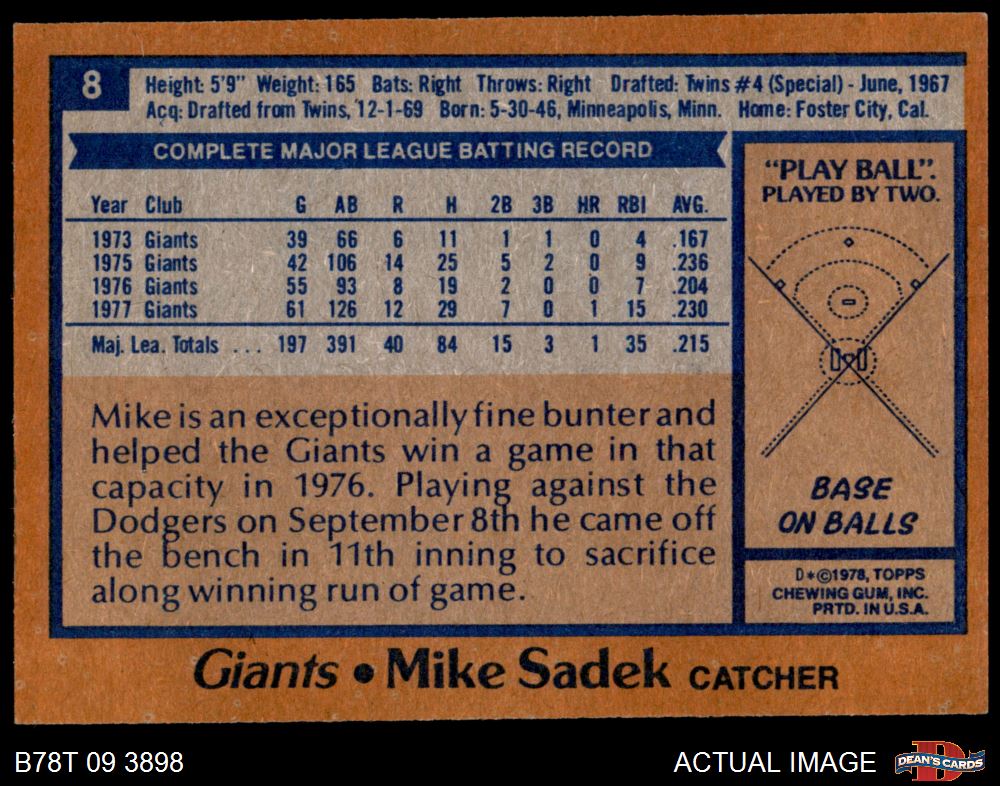 8
Height: 5'9" Weight: 165 Bats: Right Throws: Right Drafted: Twins #4 (Special) - June, 1967
Acq: Drafted from Twins, 12-1-69 Born: 5-30-46, Minneapolis, Minn. Home: Foster City, Cal.
COMPLETE MAJOR LEAGUE BATTING RECORD
Year Club G AB R H 2B 3B HR RBI AVG.
1973 Giants 39 66 6 11 1 1 0 4 .167
1975 Giants 42 106 14 25 5 2 0 9 .236
1976 Giants 55 93 8 19 2 0 0 7 .204
1977 Giants 61 126 12 29 7 0 1 15 .230
Maj. Lea. Totals ... 197 391 40 84 15 3 1 35 .215
Mike is an exceptionally fine bunter and
helped the Giants win a game in that
capacity in 1976. Playing against the
Dodgers on September 8th he came off
the bench in 11th inning to sacrifice
along winning run of game.
"PLAY BALL".
PLAYED BY TWO.
BASE
ON BALLS
D*©1978, TOPPS
CHEWING GUM, INC.
PRTD. IN U.S.A.
Giants • Mike Sadek CATCHER
B78T 09 3898
ACTUAL IMAGE
D
DEAN'S CARDS